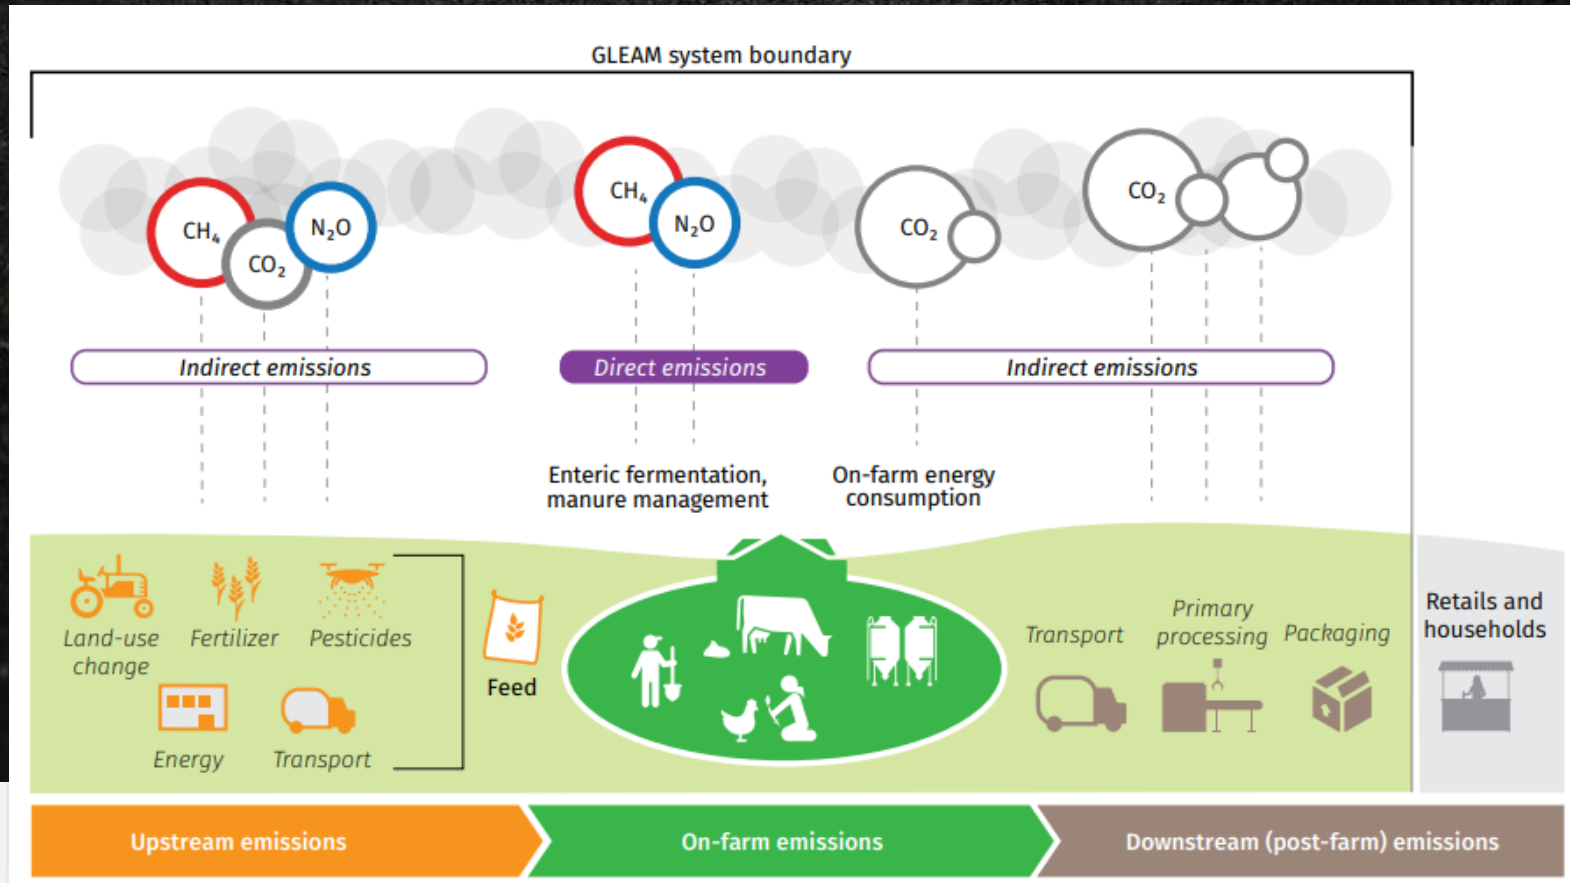 GLEAM system boundary
CH₄
CO₂
N₂O
CH₄
N₂O
CO₂
CO₂
Indirect emissions
Direct emissions
Indirect emissions
Enteric fermentation,
manure management
On-farm energy
consumption
Land-use
change
Fertilizer
Pesticides
Energy
Transport
Feed
Transport
Primary
processing
Packaging
Retails and
households
Upstream emissions
On-farm emissions
Downstream (post-farm) emissions